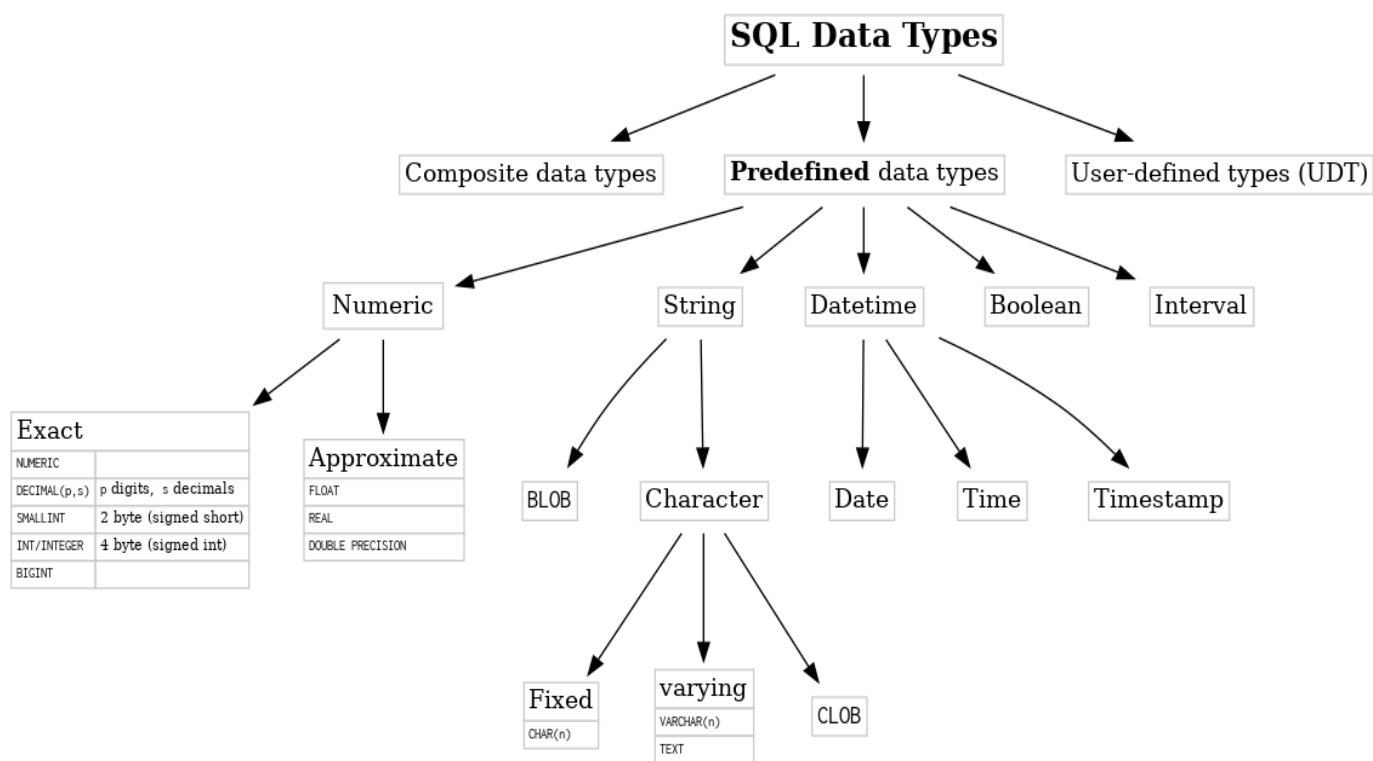 SQL Data Types
Composite data types
Predefined data types
User-defined types (UDT)
Numeric
String
Datetime
Boolean
Interval
Exact
NUMERIC
DECIMAL(p,s) p digits, s decimals
SMALLINT 2 byte (signed short)
INT/INTEGER 4 byte (signed int)
BIGINT
Approximate
FLOAT
REAL
DOUBLE PRECISION
BLOB
Character
Date
Time
Timestamp
Fixed
CHAR(n)
varying
VARCHAR(n)
TEXT
CLOB